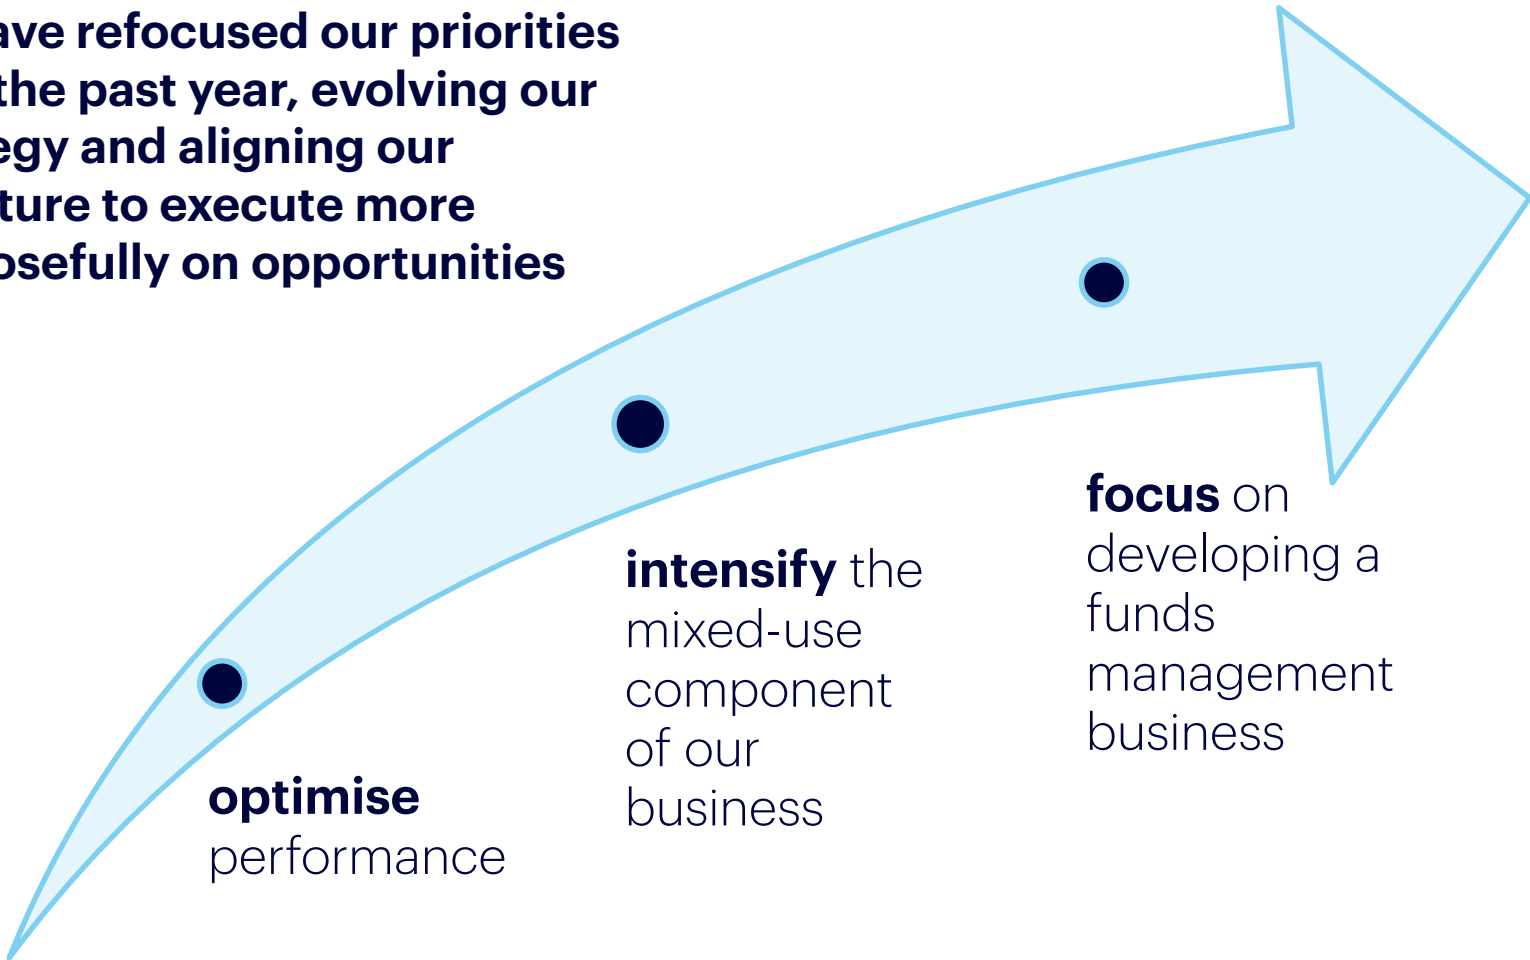 ave refocused our priorities
the past year, evolving our
egy and aligning our
ture to execute more
osefully on opportunities
optimise
performance
intensify the
mixed-use
component
of our
business
focus on
developing a
funds
management
business